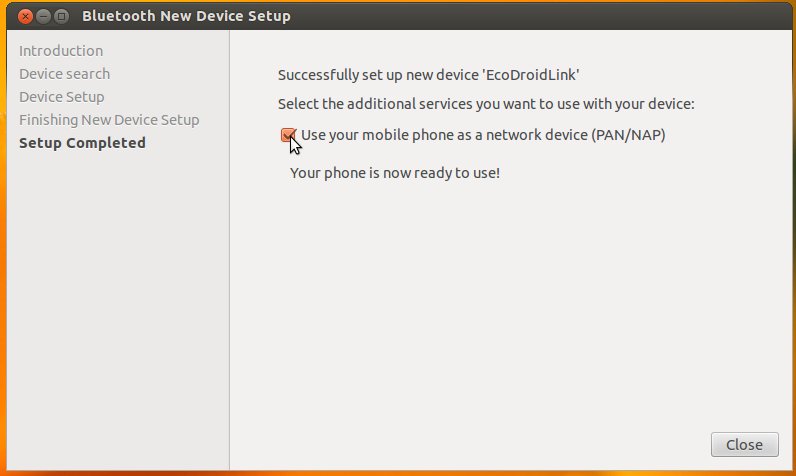 Bluetooth New Device Setup
Introduction
Device search
Device Setup
Finishing New Device Setup
Setup Completed
Successfully set up new device 'EcoDroidLink'
Select the additional services you want to use with your device:
Use your mobile phone as a network device (PAN/NAP)
Your phone is now ready to use!
Close